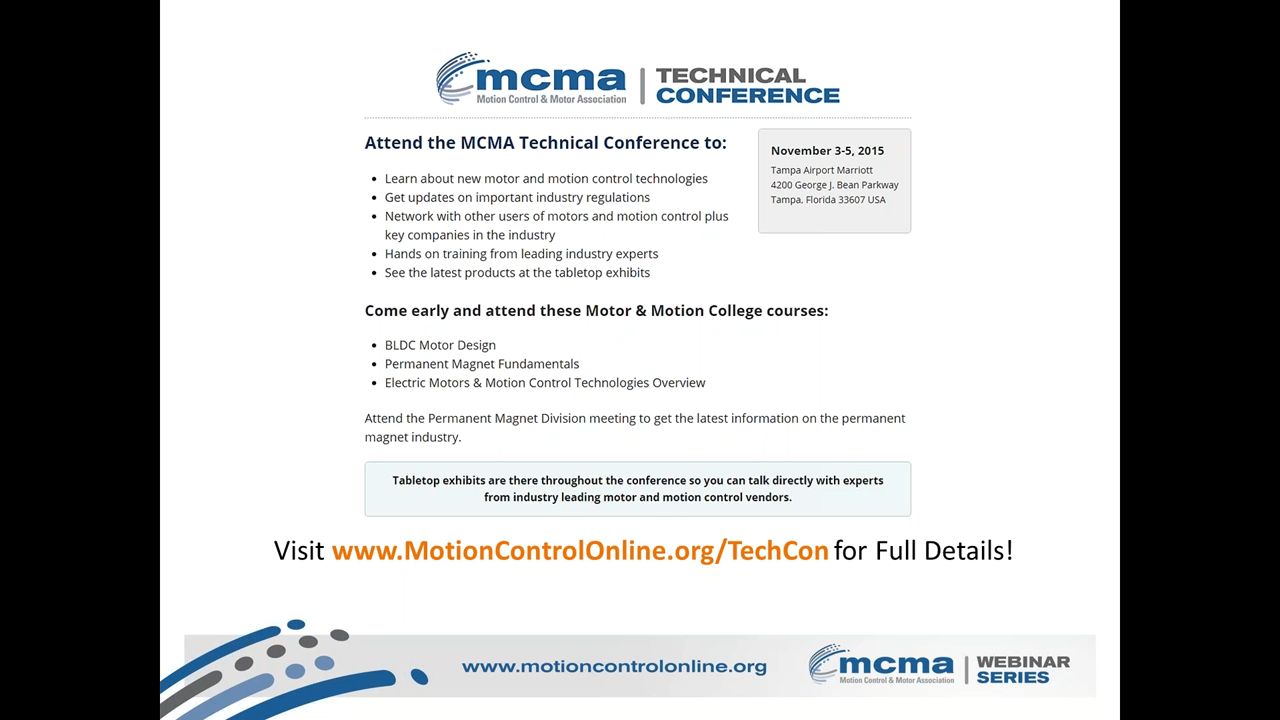 mcma | TECHNICAL
Motion Control & Motor Association CONFERENCE
Attend the MCMA Technical Conference to:
• Learn about new motor and motion control technologies
• Get updates on important industry regulations
• Network with other users of motors and motion control plus
key companies in the industry
• Hands on training from leading industry experts
• See the latest products at the tabletop exhibits
November 3-5, 2015
Tampa Airport Marriott
4200 George J. Bean Parkway
Tampa, Florida 33607 USA
Come early and attend these Motor & Motion College courses:
• BLDC Motor Design
• Permanent Magnet Fundamentals
• Electric Motors & Motion Control Technologies Overview
Attend the Permanent Magnet Division meeting to get the latest information on the permanent
magnet industry.
Tabletop exhibits are there throughout the conference so you can talk directly with experts
from industry leading motor and motion control vendors.
Visit www.MotionControlOnline.org/TechCon for Full Details!
www.motioncontrolonline.org
mcma | WEBINAR
Motion Control & Motor Association SERIES